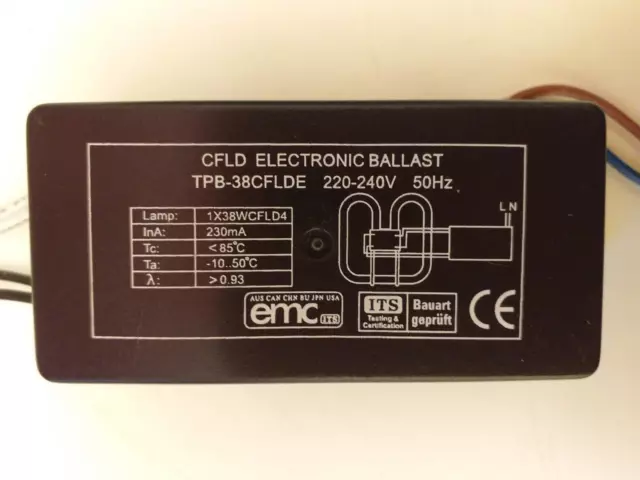 CFLD ELECTRONIC BALLAST
TPB-38CFLDE 220-240V 50Hz
Lamp: 1X38WCFLD4
InA: 230mA
Tc: <85℃
Ta: -10..50℃
λ: >0.93
L N
AUS CAN CHN EU JPN USA
emc ITS
ITS
Testing &
Certification
Bauart
geprüft
CE